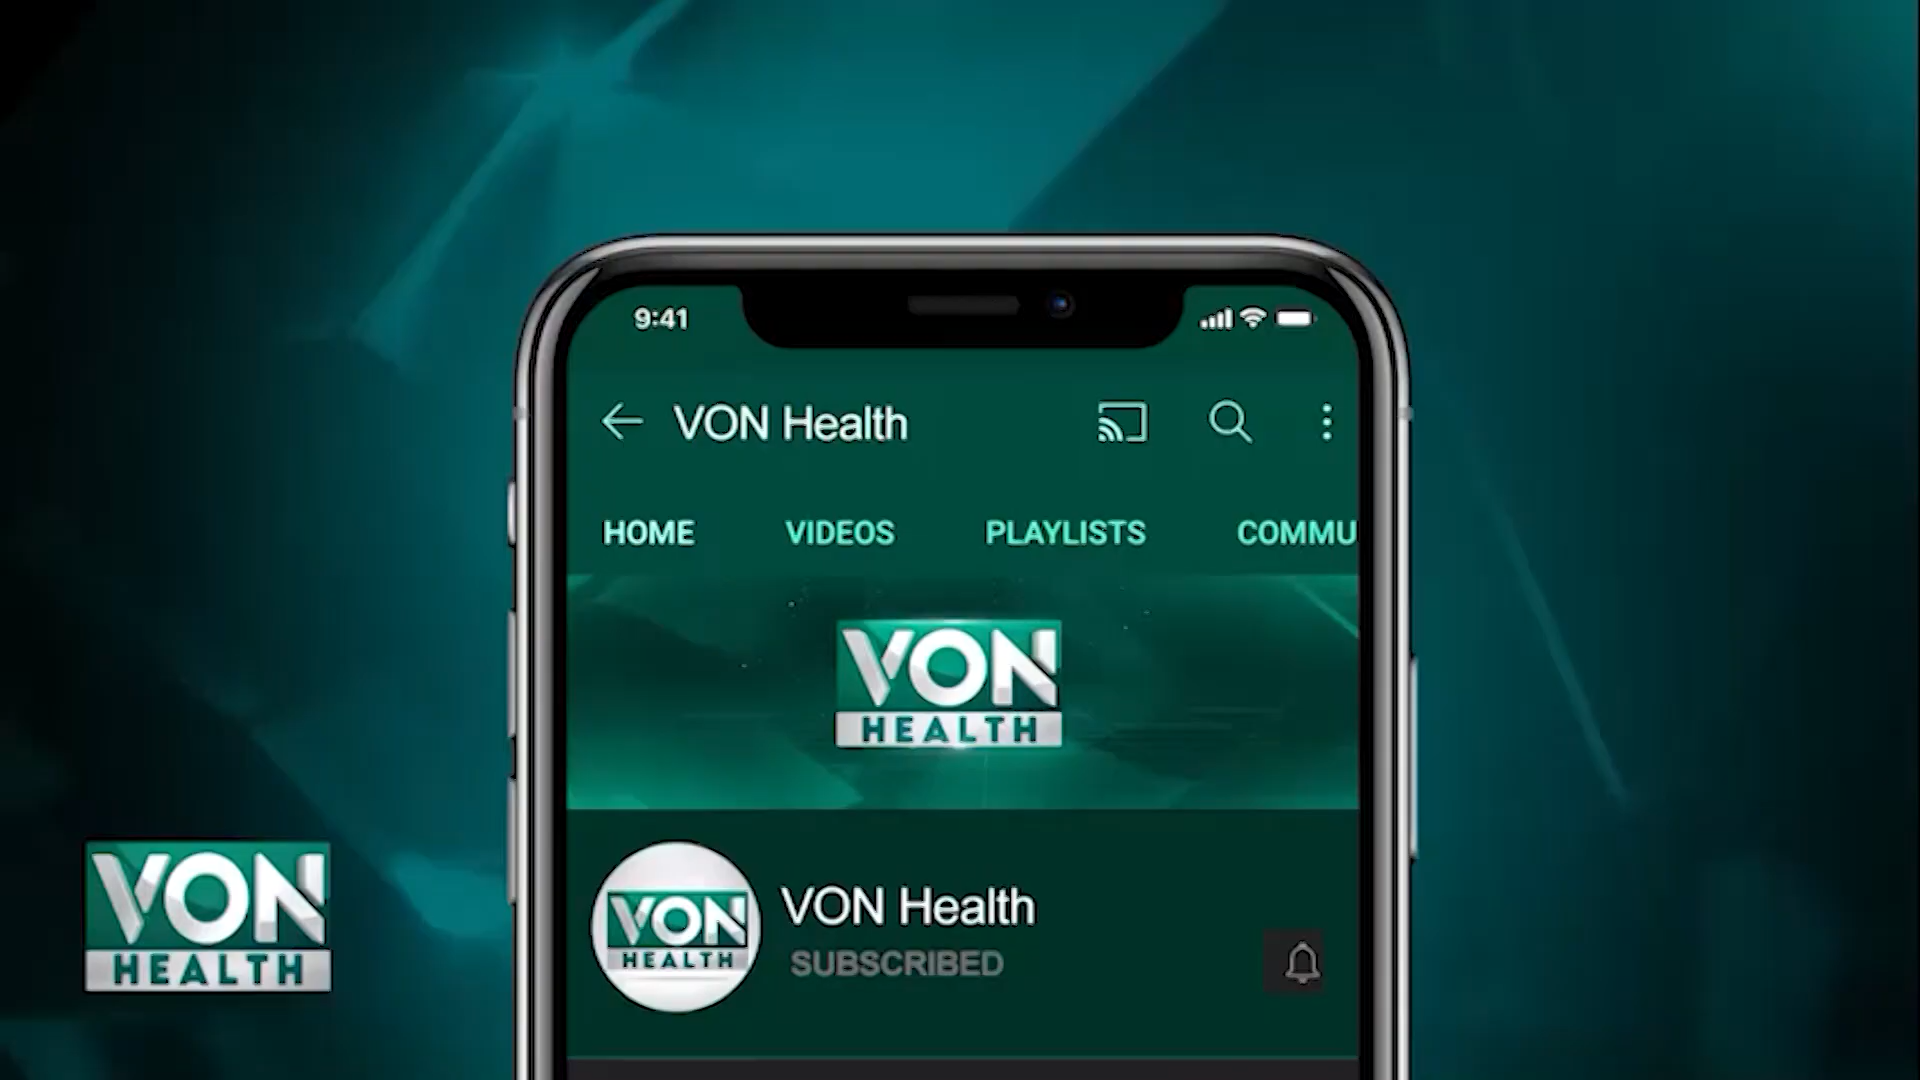 9:41
VON Health
HOME VIDEOS PLAYLISTS COMMU
VON
HEALTH
VON
HEALTH
VON Health
SUBSCRIBED
VON
HEALTH